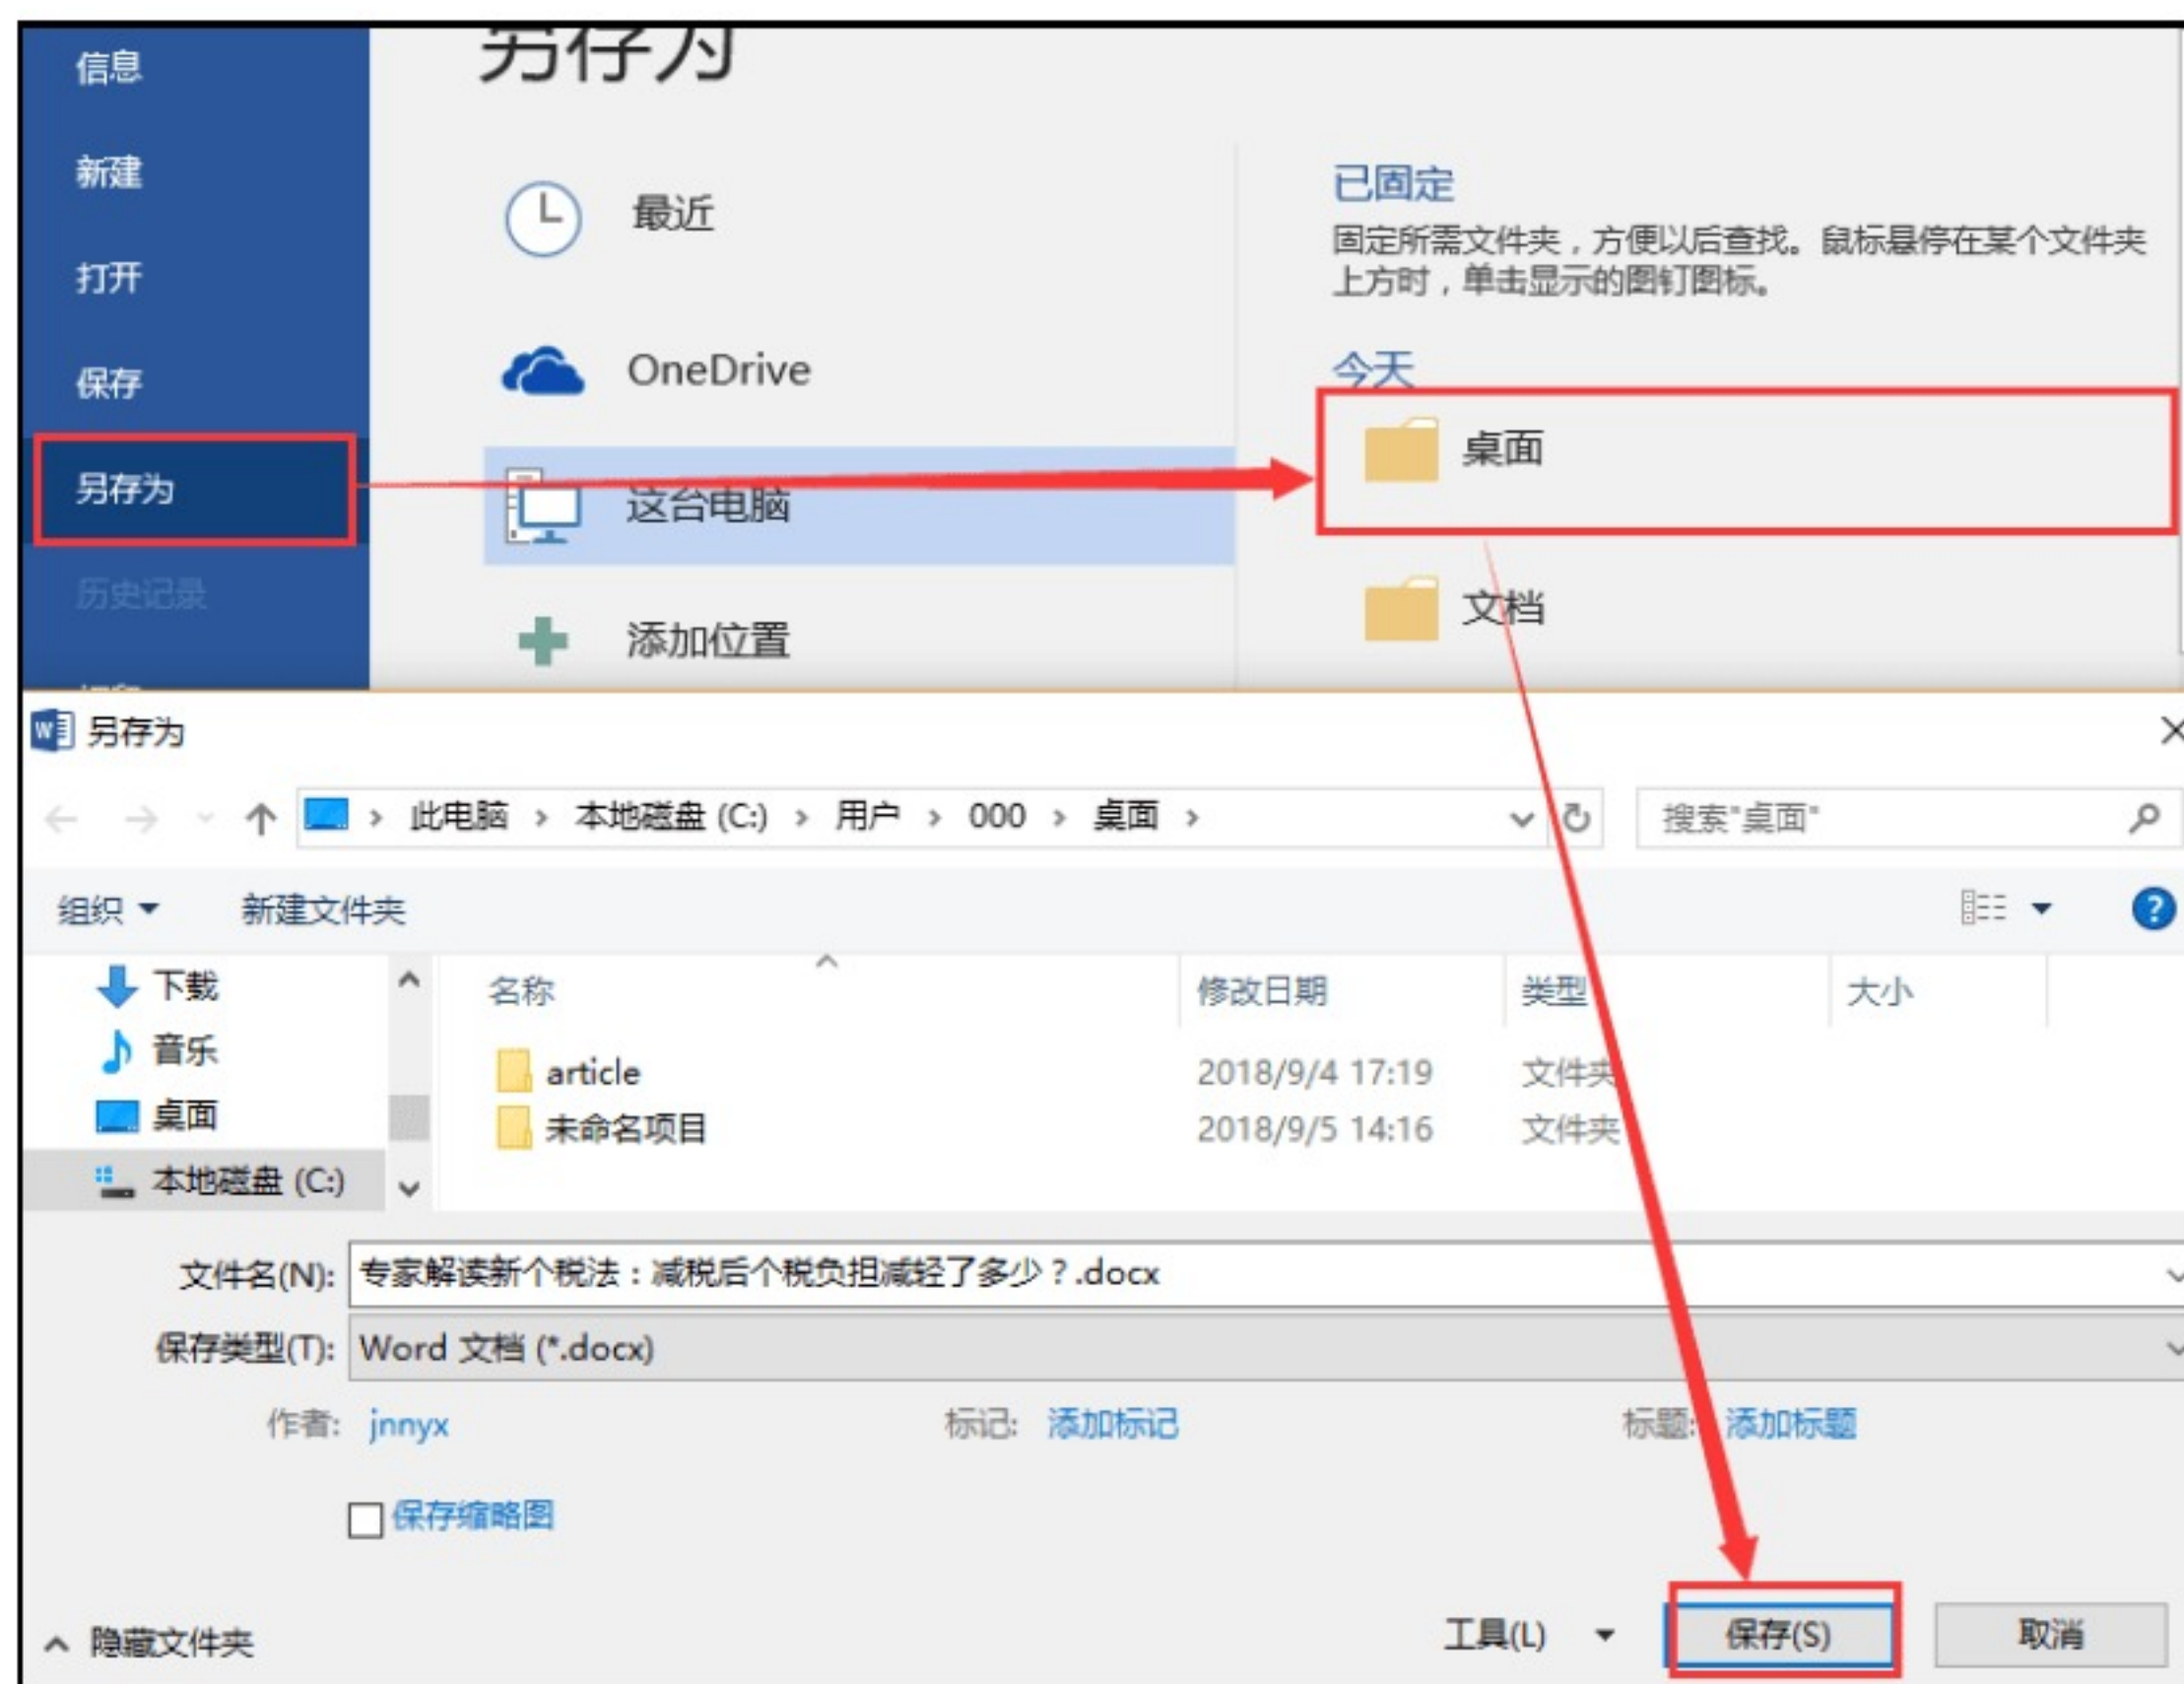 另存为
信息
新建
打开
保存
另存为
历史记录
最近
OneDrive
这台电脑
添加位置
已固定
固定所需文件夹，方便以后查找。鼠标悬停在某个文件夹
上方时，单击显示的图钉图标。
今天
桌面
文档
另存为
此电脑 › 本地磁盘 (C:) › 用户 › 000 › 桌面 ›
搜索"桌面"
组织 新建文件夹
下载
音乐
桌面
本地磁盘 (C:)
名称 修改日期 类型 大小
article 2018/9/4 17:19 文件夹
未命名项目 2018/9/5 14:16 文件夹
文件名(N): 专家解读新个税法：减税后个税负担减轻了多少？.docx
保存类型(T): Word 文档 (*.docx)
作者: jnnyx 标记: 添加标记 标题: 添加标题
保存缩略图
隐藏文件夹 工具(L) 保存(S) 取消